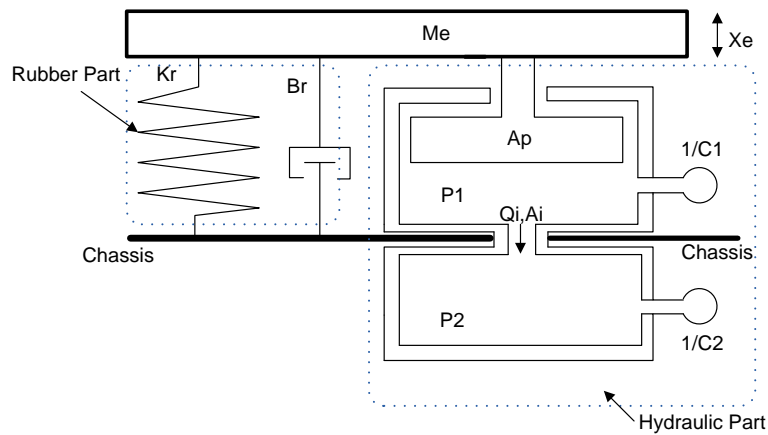 Me
Xe
Rubber Part
Kr
Br
Ap
1/C1
P1
Qi,Ai
Chassis
Chassis
P2
1/C2
Hydraulic Part